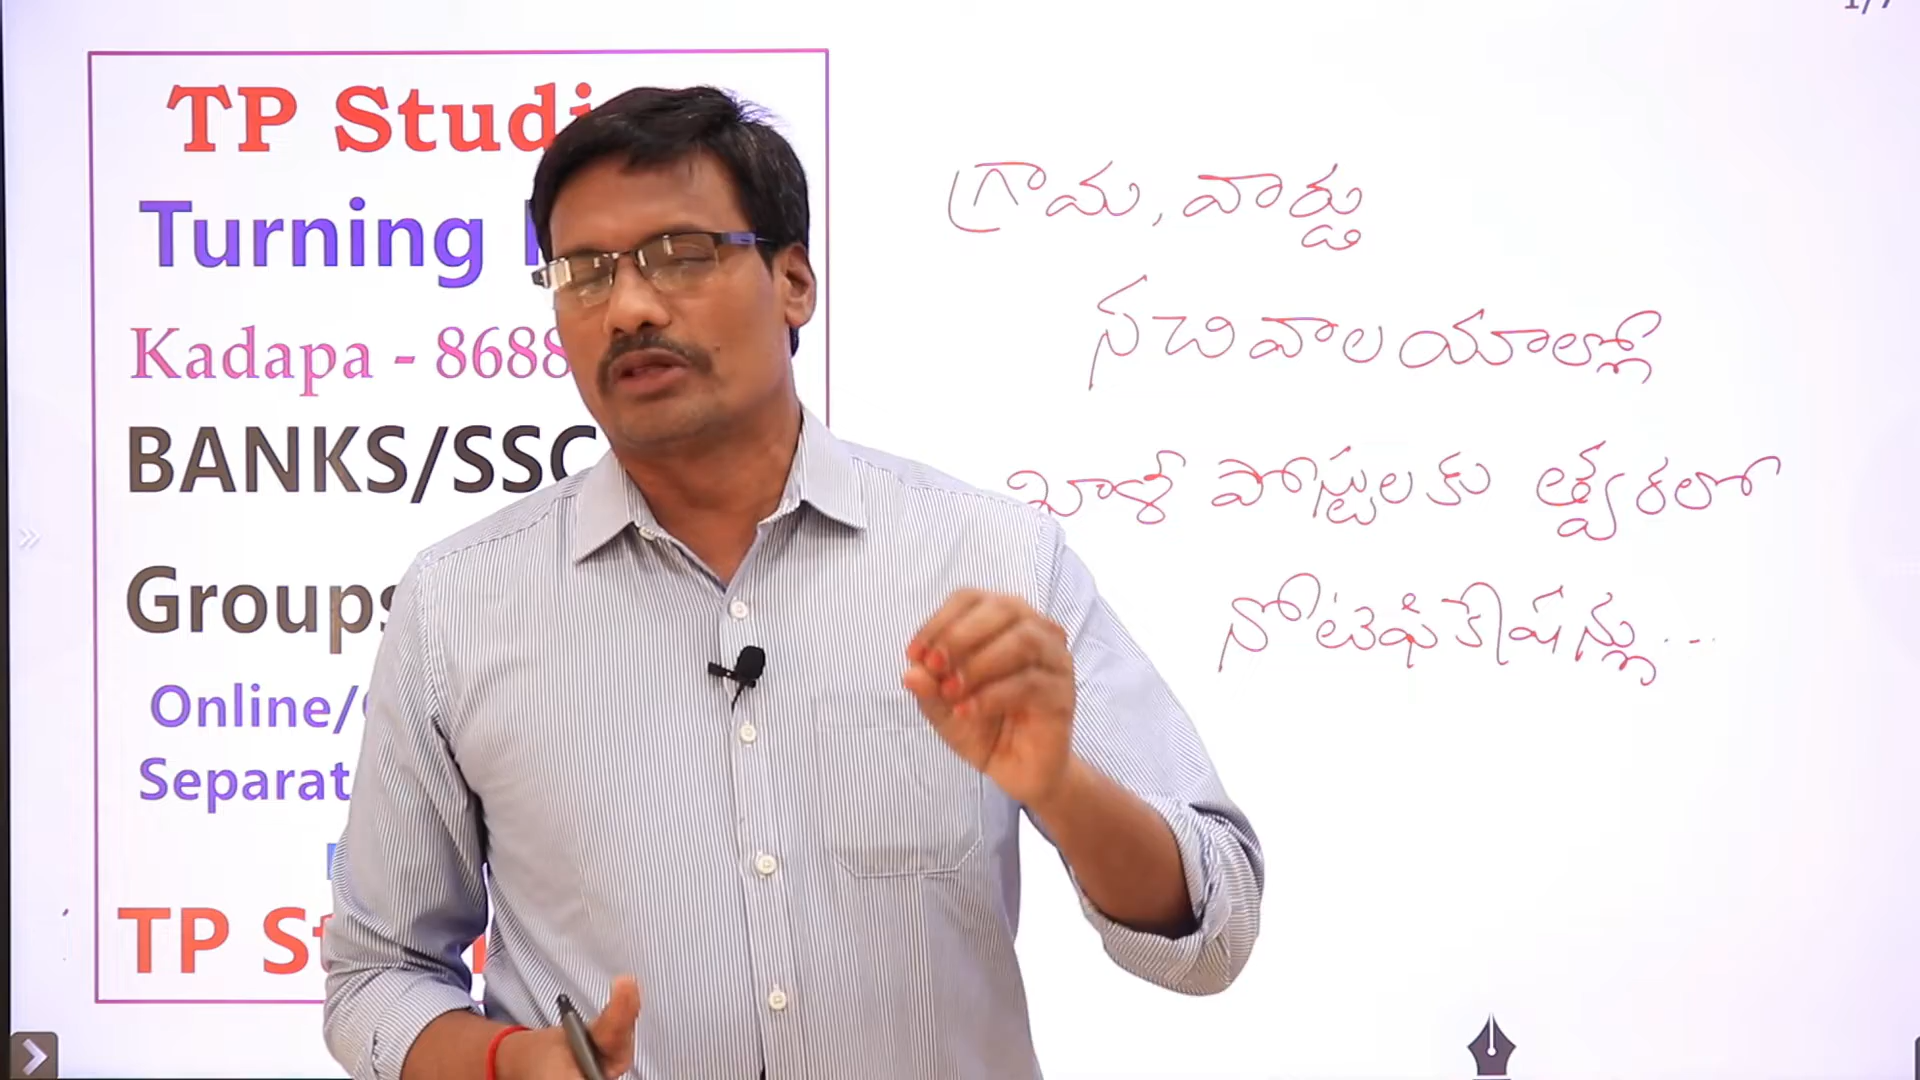 TP Studi
Turning
Kadapa - 8688
BANKS/SSC
Groups
Online/
Separat
TP St
గ్రామ, వార్డు
సచివాలయాల్లో
ఖాళీ పోస్టులకు త్వరలో
నోటిఫికేషన్లు...